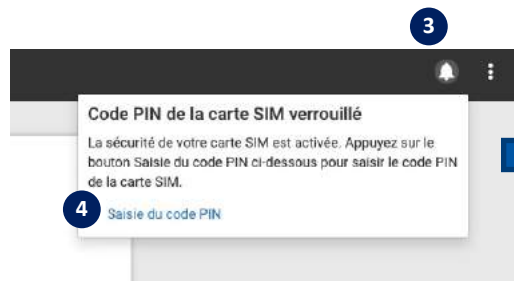 3
Code PIN de la carte SIM verrouillé
La sécurité de votre carte SIM est activée. Appuyez sur le
bouton Saisie du code PIN ci-dessous pour saisir le code PIN
de la carte SIM.
4 Saisie du code PIN